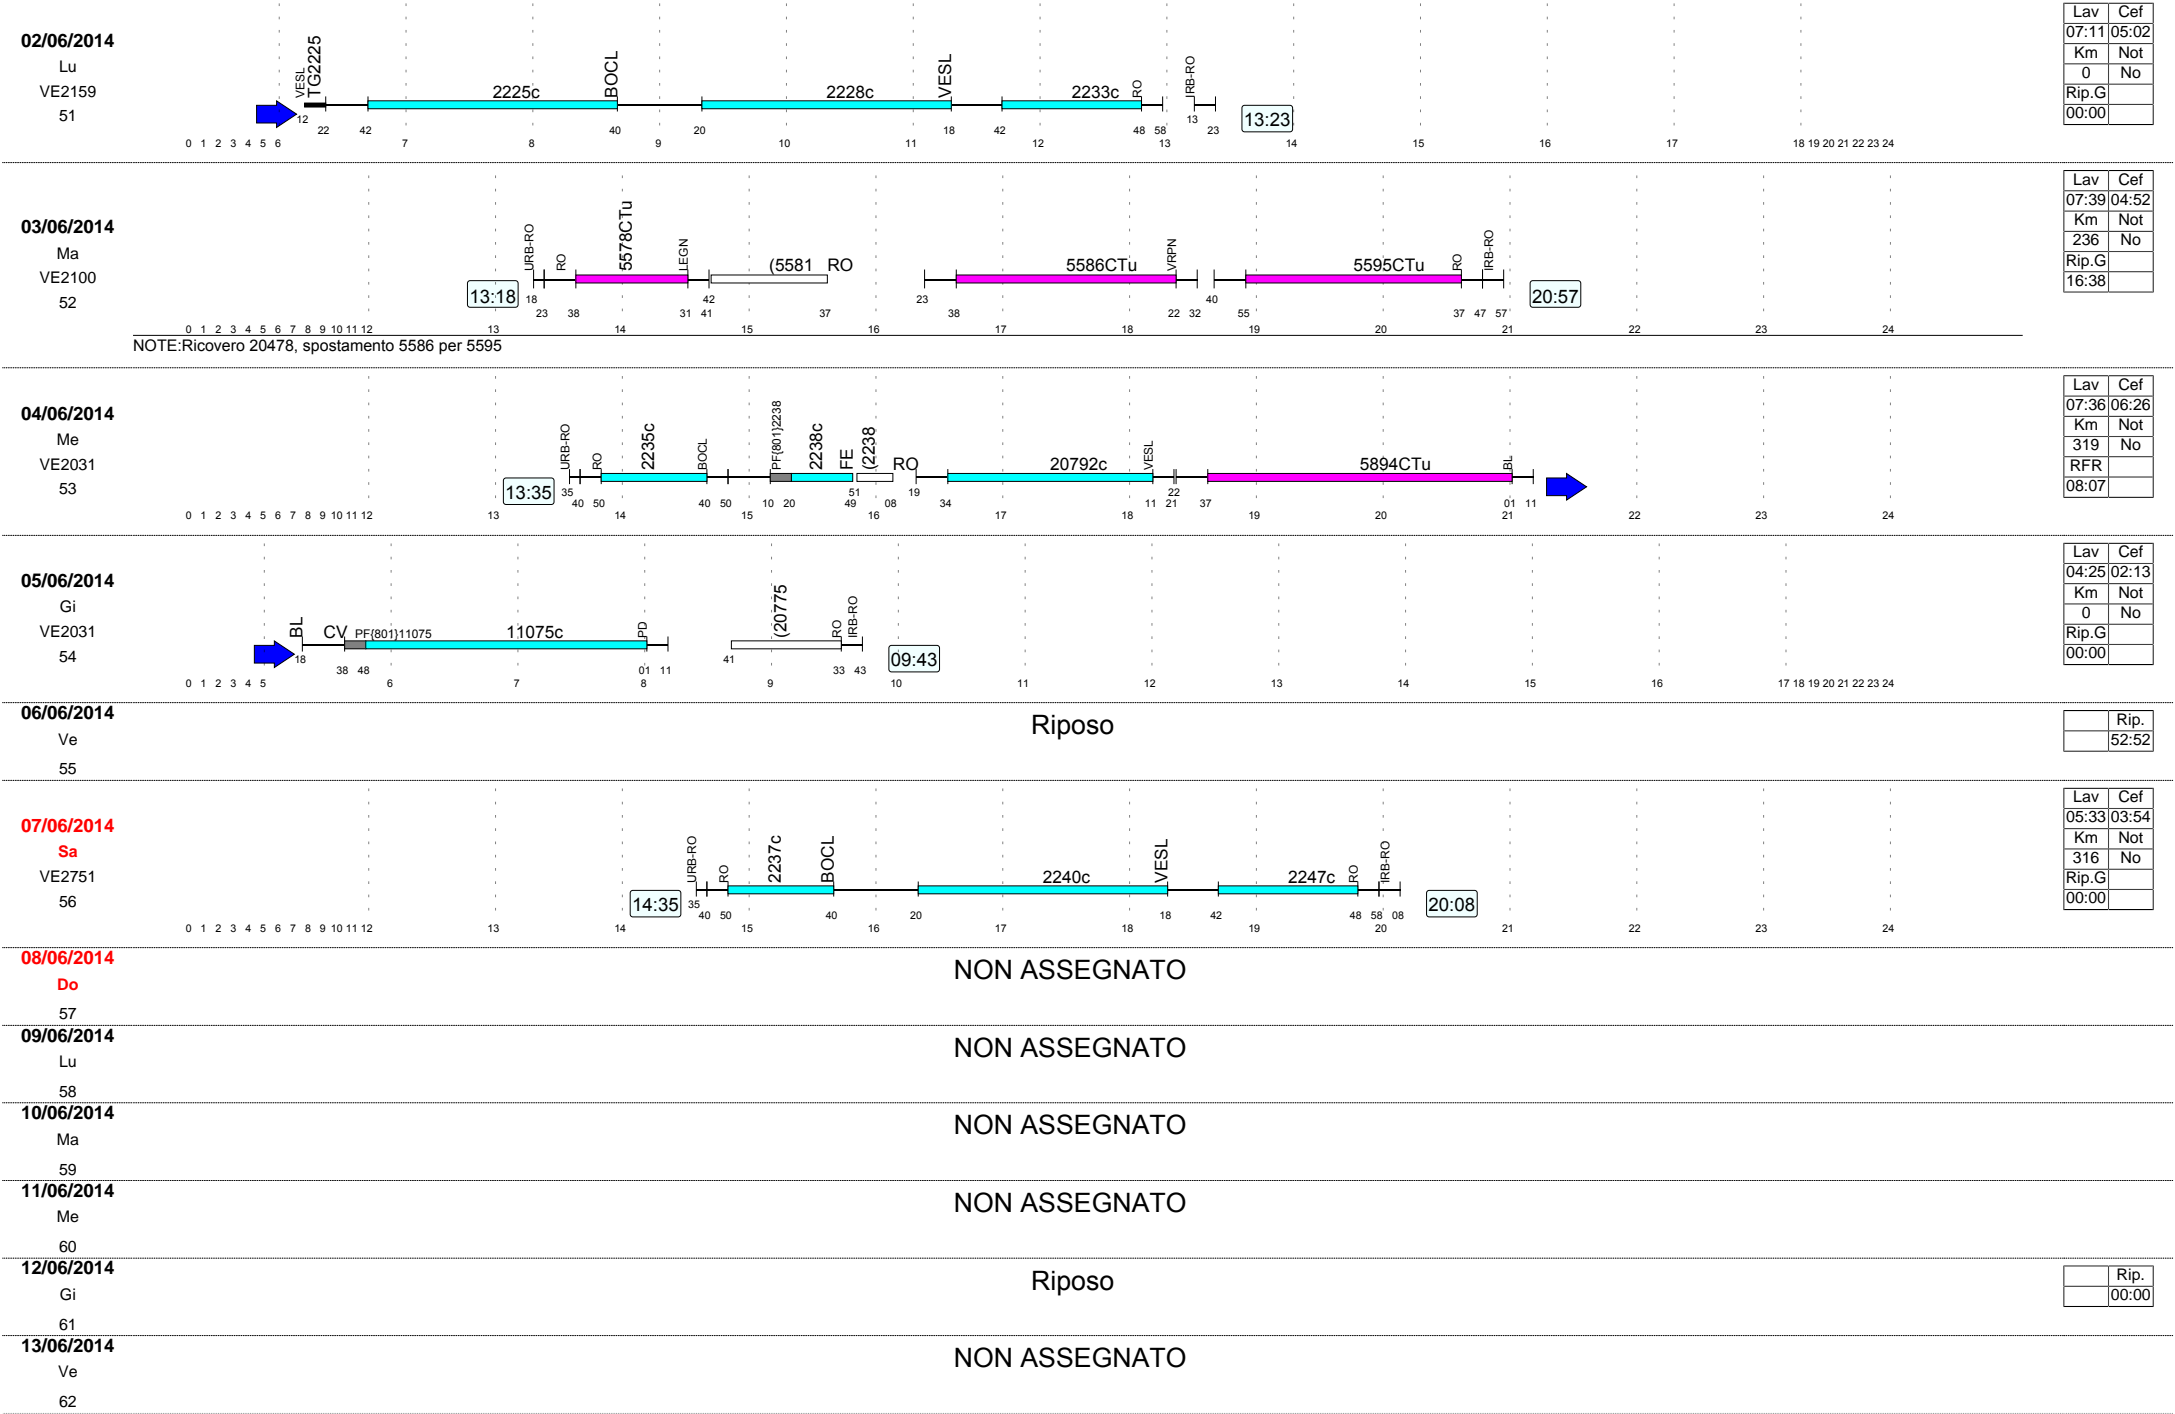 02/06/2014
Lu
VE2159
51
VESL
TG2225
2225c
BOCL
2228c
VESL
2233c
RO
IRB-RO
12 22 42 40 20 18 42 48 58 13 23
13:23
0 1 2 3 4 5 6 7 8 9 10 11 12 13 14 15 16 17 18 19 20 21 22 23 24
Lav Cef
07:11 05:02
Km Not
0 No
Rip.G
00:00
03/06/2014
Ma
VE2100
52
13:18
URB-RO
RO
5578CTu
LEGN
(5581 RO
5586CTu
VRPN
5595CTu
RO
IRB-RO
18 23 38 31 41 42 37 23 38 22 32 40 55 37 47 57
20:57
0 1 2 3 4 5 6 7 8 9 10 11 12 13 14 15 16 17 18 19 20 21 22 23 24
NOTE:Ricovero 20478, spostamento 5586 per 5595
Lav Cef
07:39 04:52
Km Not
236 No
Rip.G
16:38
04/06/2014
Me
VE2031
53
13:35
URB-RO
RO
2235c
BOCL
PF{801}2238
2238c
FE
(2238
RO
20792c
VESL
5894CTu
BL
35 40 50 40 50 10 20 49 51 08 19 34 11 21 22 37 01 11
0 1 2 3 4 5 6 7 8 9 10 11 12 13 14 15 16 17 18 19 20 21 22 23 24
Lav Cef
07:36 06:26
Km Not
319 No
RFR
08:07
05/06/2014
Gi
VE2031
54
BL
CV PF{801}11075 11075c
PD
(20775
RO
IRB-RO
18 38 48 01 11 41 33 43
09:43
0 1 2 3 4 5 6 7 8 9 10 11 12 13 14 15 16 17 18 19 20 21 22 23 24
Lav Cef
04:25 02:13
Km Not
0 No
Rip.G
00:00
06/06/2014
Ve
55
Riposo
Rip.
52:52
07/06/2014
Sa
VE2751
56
14:35
URB-RO
RO
2237c
BOCL
2240c
VESL
2247c
RO
IRB-RO
35 40 50 40 20 18 42 48 58 08
20:08
0 1 2 3 4 5 6 7 8 9 10 11 12 13 14 15 16 17 18 19 20 21 22 23 24
Lav Cef
05:33 03:54
Km Not
316 No
Rip.G
00:00
08/06/2014
Do
57
NON ASSEGNATO
09/06/2014
Lu
58
NON ASSEGNATO
10/06/2014
Ma
59
NON ASSEGNATO
11/06/2014
Me
60
NON ASSEGNATO
12/06/2014
Gi
61
Riposo
Rip.
00:00
13/06/2014
Ve
62
NON ASSEGNATO